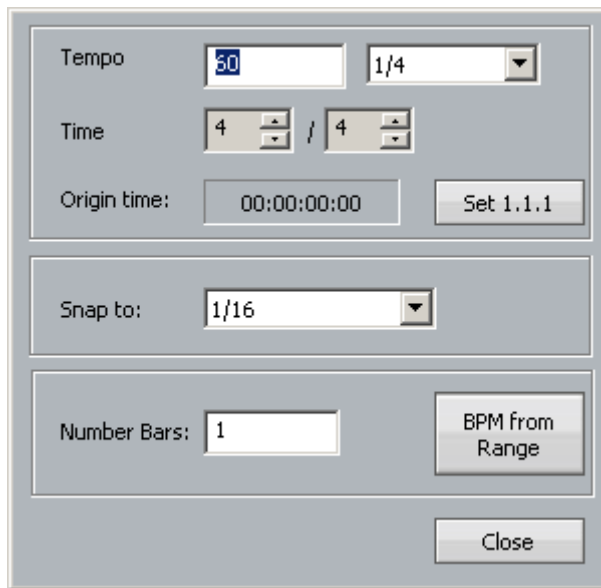 Tempo 60 1/4
Time 4 / 4
Origin time: 00:00:00:00 Set 1.1.1
Snap to: 1/16
Number Bars: 1 BPM from
Range
Close